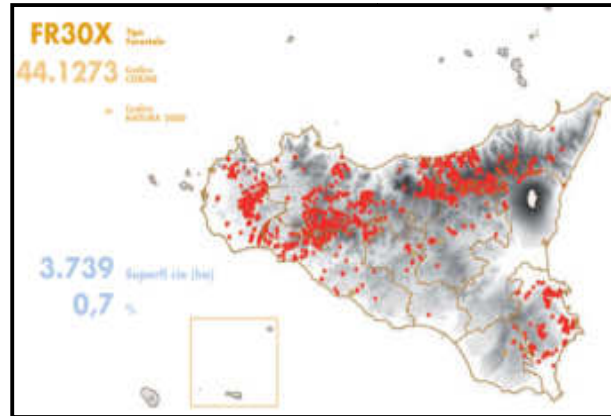 FR30X Tipo Forestale
44.1273 Codice CORINE
- Codice NATURA 2000
3.739 Superficie (ha)
0,7 %